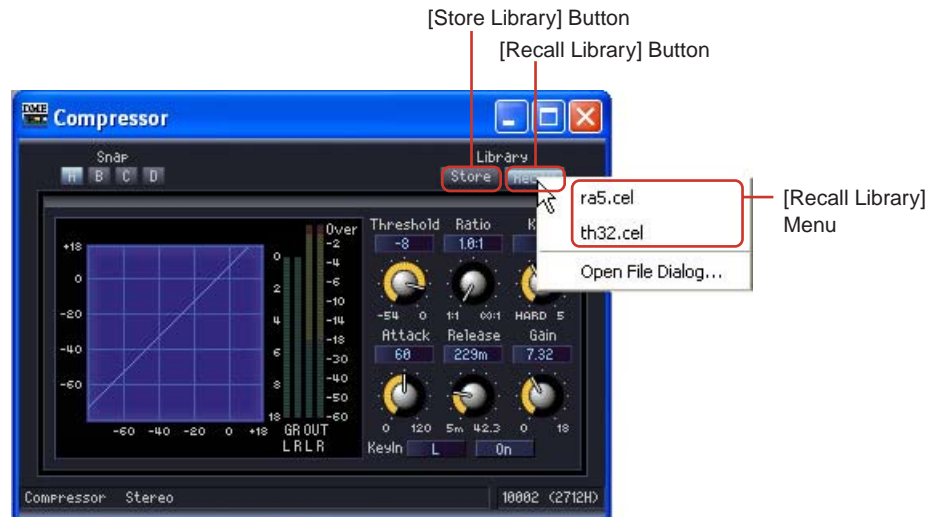 [Store Library] Button
[Recall Library] Button
DME
Compressor
Snap
Library
A B C D
Store
ra5.cel
th32.cel
Open File Dialog...
[Recall Library]
Menu
Threshold Ratio K
-8 1.0:1
-54 0 1:1 ∞:1 HARD 5
Attack Release Gain
60 229m 7.32
0 120 5m 42.3 0 18
KeyIn L On
+18
0
-20
-40
-60
-60 -40 -20 0 +18
0
2
4
6
8
18
Over
-2
-4
-6
-10
-14
-18
-30
-40
-60
GR OUT
L R L R
Compressor Stereo
10002 (2712H)